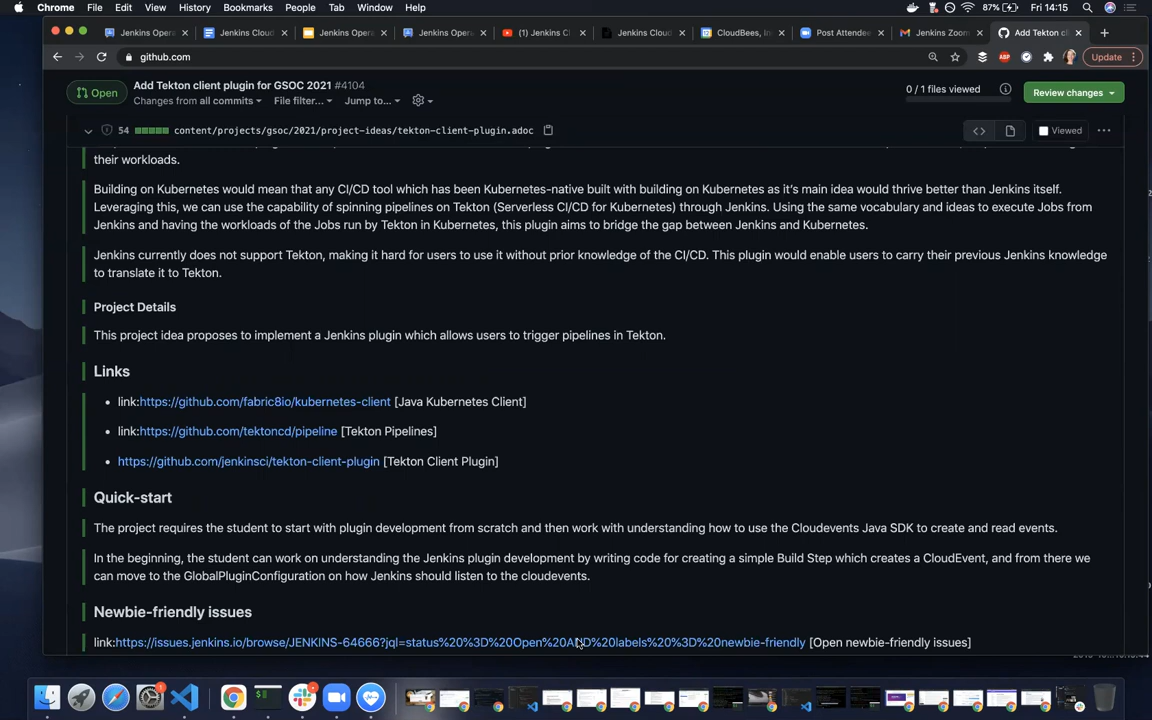 Chrome File Edit View History Bookmarks People Tab Window Help
87% Fri 14:15
Jenkins Opera
Jenkins Cloud
Jenkins Opera
Jenkins Opera
Jenkins Cl
Jenkins Cloud
CloudBees, In
Post Attendee
Jenkins Zoom
Add Tekton cl
github.com
Update
Open
Add Tekton client plugin for GSOC 2021 #4104
Changes from all commits File filter... Jump to...
0 / 1 files viewed
Review changes
54 content/projects/gsoc/2021/project-ideas/tekton-client-plugin.adoc
Viewed
their workloads.
Building on Kubernetes would mean that any CI/CD tool which has been Kubernetes-native built with building on Kubernetes as it's main idea would thrive better than Jenkins itself.
Leveraging this, we can use the capability of spinning pipelines on Tekton (Serverless CI/CD for Kubernetes) through Jenkins. Using the same vocabulary and ideas to execute Jobs from
Jenkins and having the workloads of the Jobs run by Tekton in Kubernetes, this plugin aims to bridge the gap between Jenkins and Kubernetes.
Jenkins currently does not support Tekton, making it hard for users to use it without prior knowledge of the CI/CD. This plugin would enable users to carry their previous Jenkins knowledge
to translate it to Tekton.
Project Details
This project idea proposes to implement a Jenkins plugin which allows users to trigger pipelines in Tekton.
Links
link:https://github.com/fabric8io/kubernetes-client [Java Kubernetes Client]
link:https://github.com/tektoncd/pipeline [Tekton Pipelines]
https://github.com/jenkinsci/tekton-client-plugin [Tekton Client Plugin]
Quick-start
The project requires the student to start with plugin development from scratch and then work with understanding how to use the Cloudevents Java SDK to create and read events.
In the beginning, the student can work on understanding the Jenkins plugin development by writing code for creating a simple Build Step which creates a CloudEvent, and from there we
can move to the GlobalPluginConfiguration on how Jenkins should listen to the cloudevents.
Newbie-friendly issues
link:https://issues.jenkins.io/browse/JENKINS-64666?jql=status%20%3D%20Open%20AND%20labels%20%3D%20newbie-friendly [Open newbie-friendly issues]